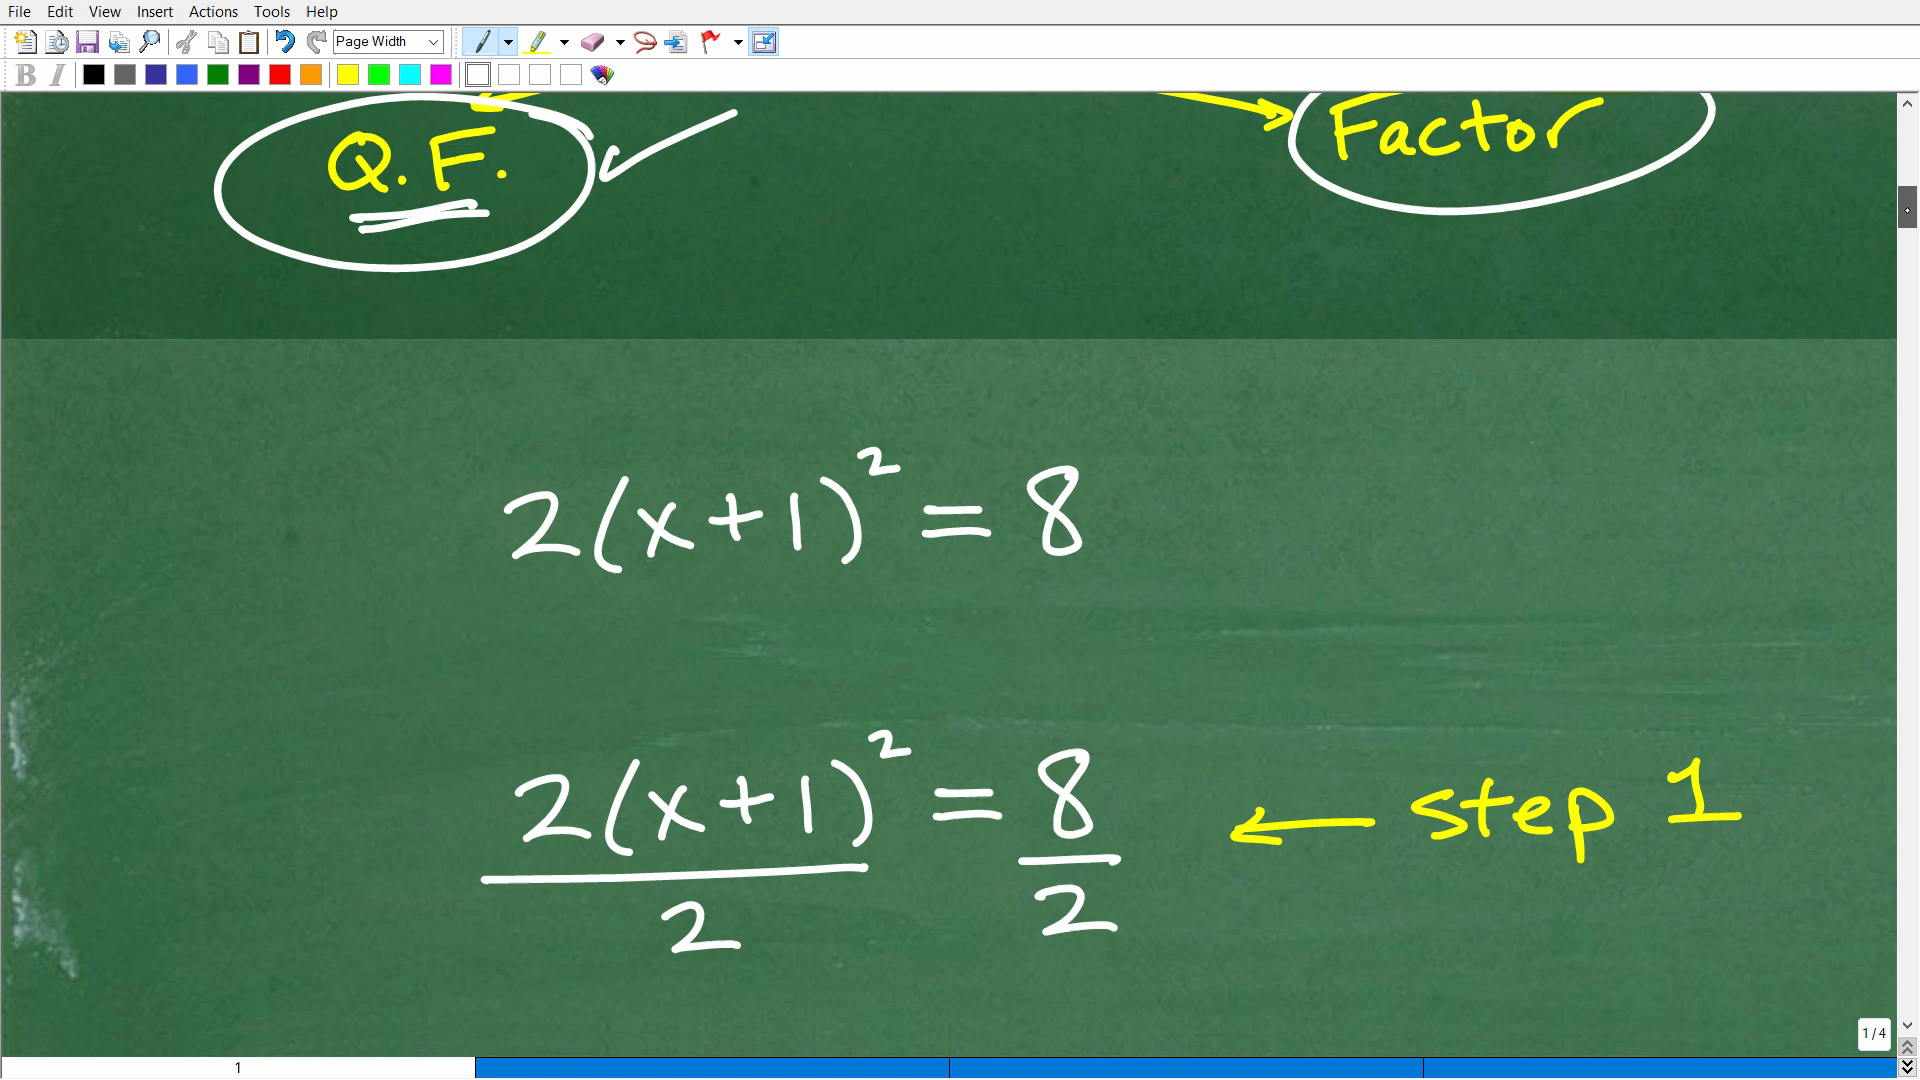 File Edit View Insert Actions Tools Help
Page Width
B I
Q.F. Factor
2(x+1)² = 8
2(x+1)² = 8 ← step 1
2 2
1/4
1